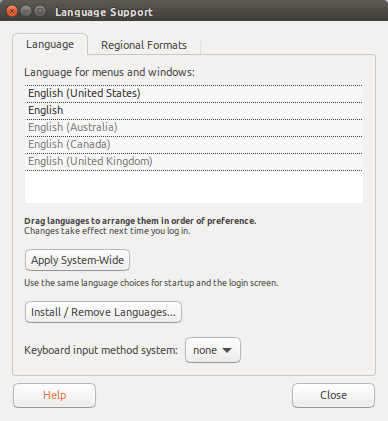 Language Support
Language
Regional Formats
Language for menus and windows:
English (United States)
English
English (Australia)
English (Canada)
English (United Kingdom)
Drag languages to arrange them in order of preference.
Changes take effect next time you log in.
Apply System-Wide
Use the same language choices for startup and the login screen.
Install / Remove Languages...
Keyboard input method system: none
Help
Close